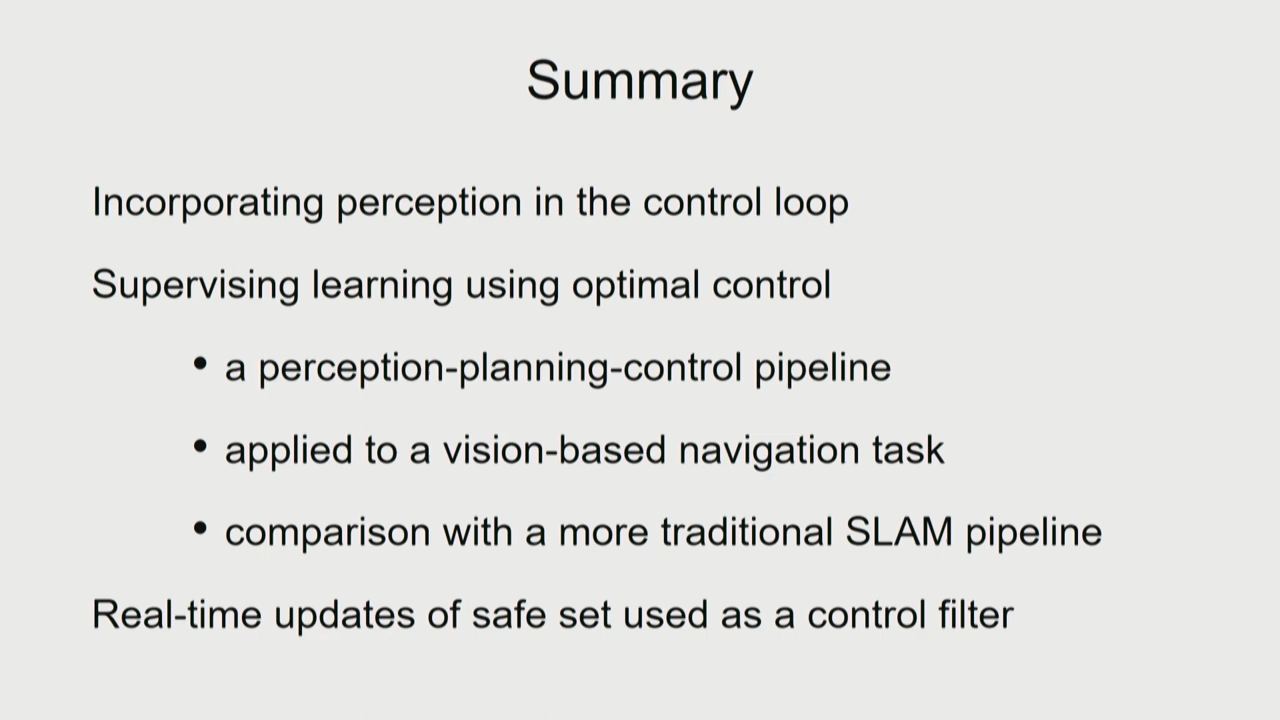 Summary
Incorporating perception in the control loop
Supervising learning using optimal control
• a perception-planning-control pipeline
• applied to a vision-based navigation task
• comparison with a more traditional SLAM pipeline
Real-time updates of safe set used as a control filter